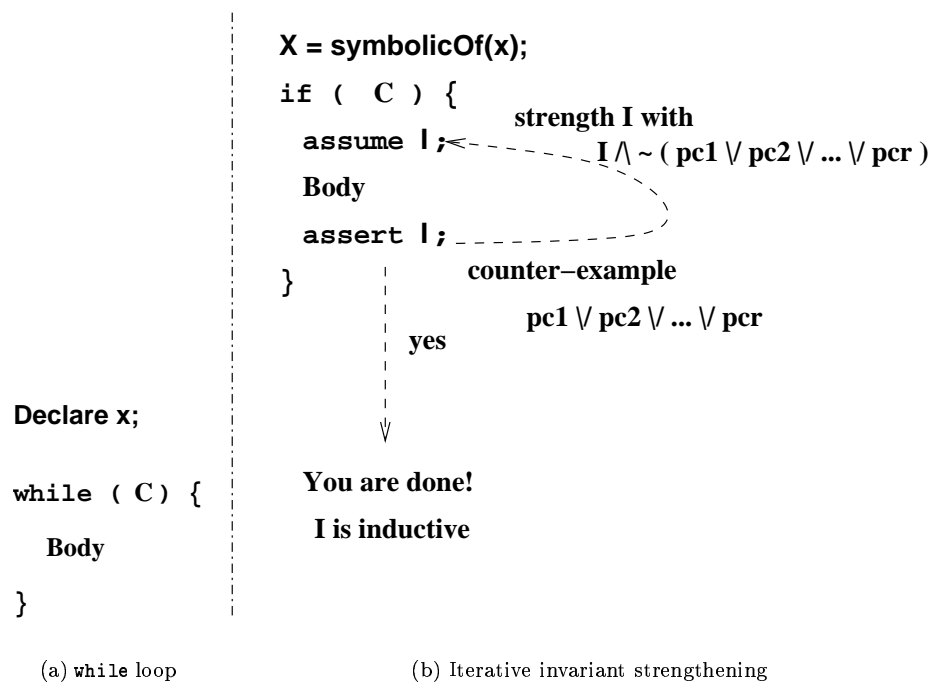 X = symbolicOf(x);
if ( C ) {
strength I with
assume I;
I /\ ~ ( pc1 \/ pc2 \/ ... \/ pcr )
Body
assert I;
counter−example
}
pc1 \/ pc2 \/ ... \/ pcr
yes
Declare x;
You are done!
while ( C ) {
I is inductive
Body
}
(a) while loop
(b) Iterative invariant strengthening